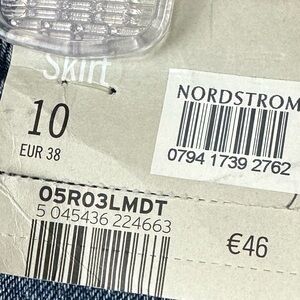 Skirt
10
EUR 38
NORDSTROM
0794 1739 2762
05R03LMDT
5 045436 224663
€46